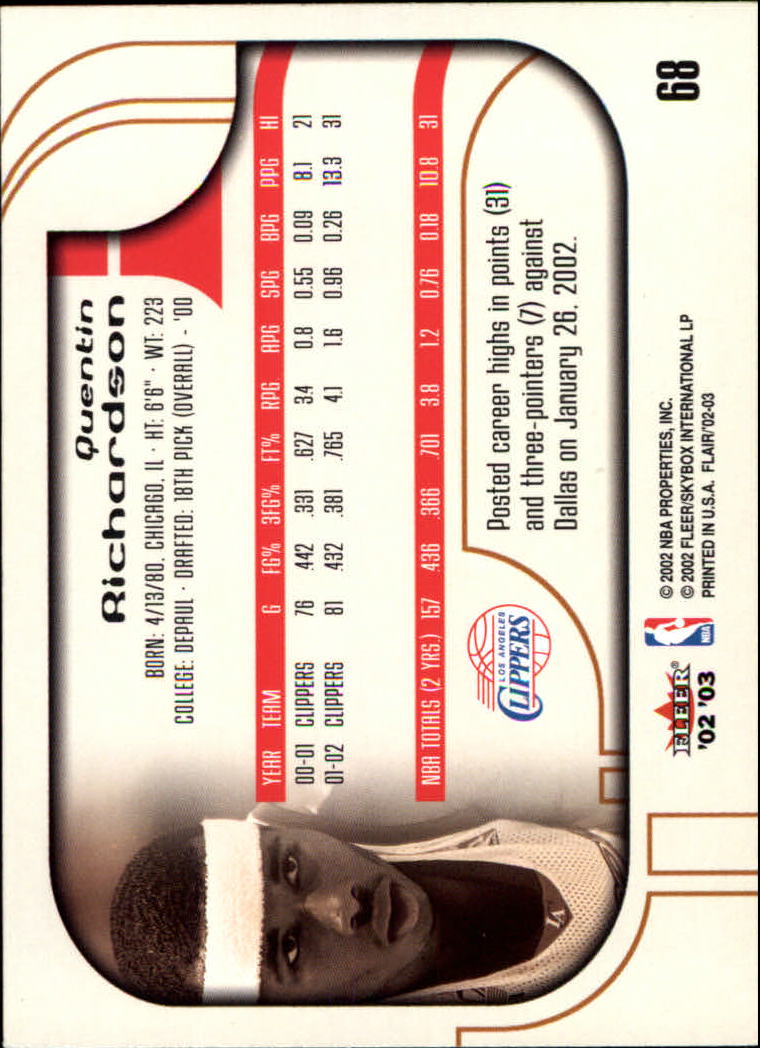 Quentin
Richardson
BORN: 4/13/80, CHICAGO, IL · HT: 6'6" · WT: 223
COLLEGE: DEPAUL · DRAFTED: 18TH PICK (OVERALL) - '00
YEAR TEAM G FG% 3FG% FT% RPG APG SPG BPG PPG HI
00-01 CLIPPERS 76 .442 .331 .627 3.4 0.8 0.55 0.09 8.1 21
01-02 CLIPPERS 81 .432 .381 .765 4.1 1.6 0.96 0.26 13.3 31
NBA TOTALS (2 YRS.) 157 .436 .366 .701 3.8 1.2 0.76 0.18 10.8 31
LOS ANGELES
CLIPPERS
Posted career highs in points (31)
and three-pointers (7) against
Dallas on January 26, 2002.
FLEER®
'02 '03
NBA
© 2002 NBA PROPERTIES, INC.
© 2002 FLEER/SKYBOX INTERNATIONAL LP
PRINTED IN U.S.A. FLAIR/'02-03
68